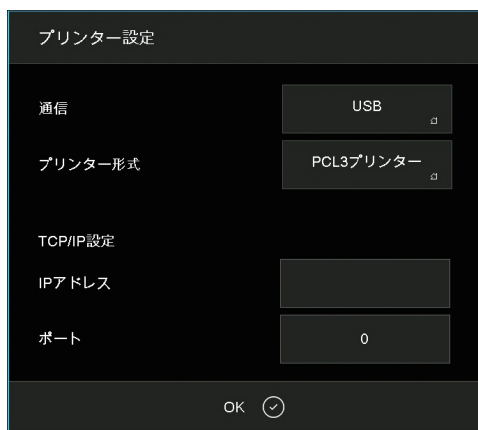 プリンター設定
通信 USB
プリンター形式 PCL3プリンター
TCP/IP設定
IPアドレス
ポート 0
OK